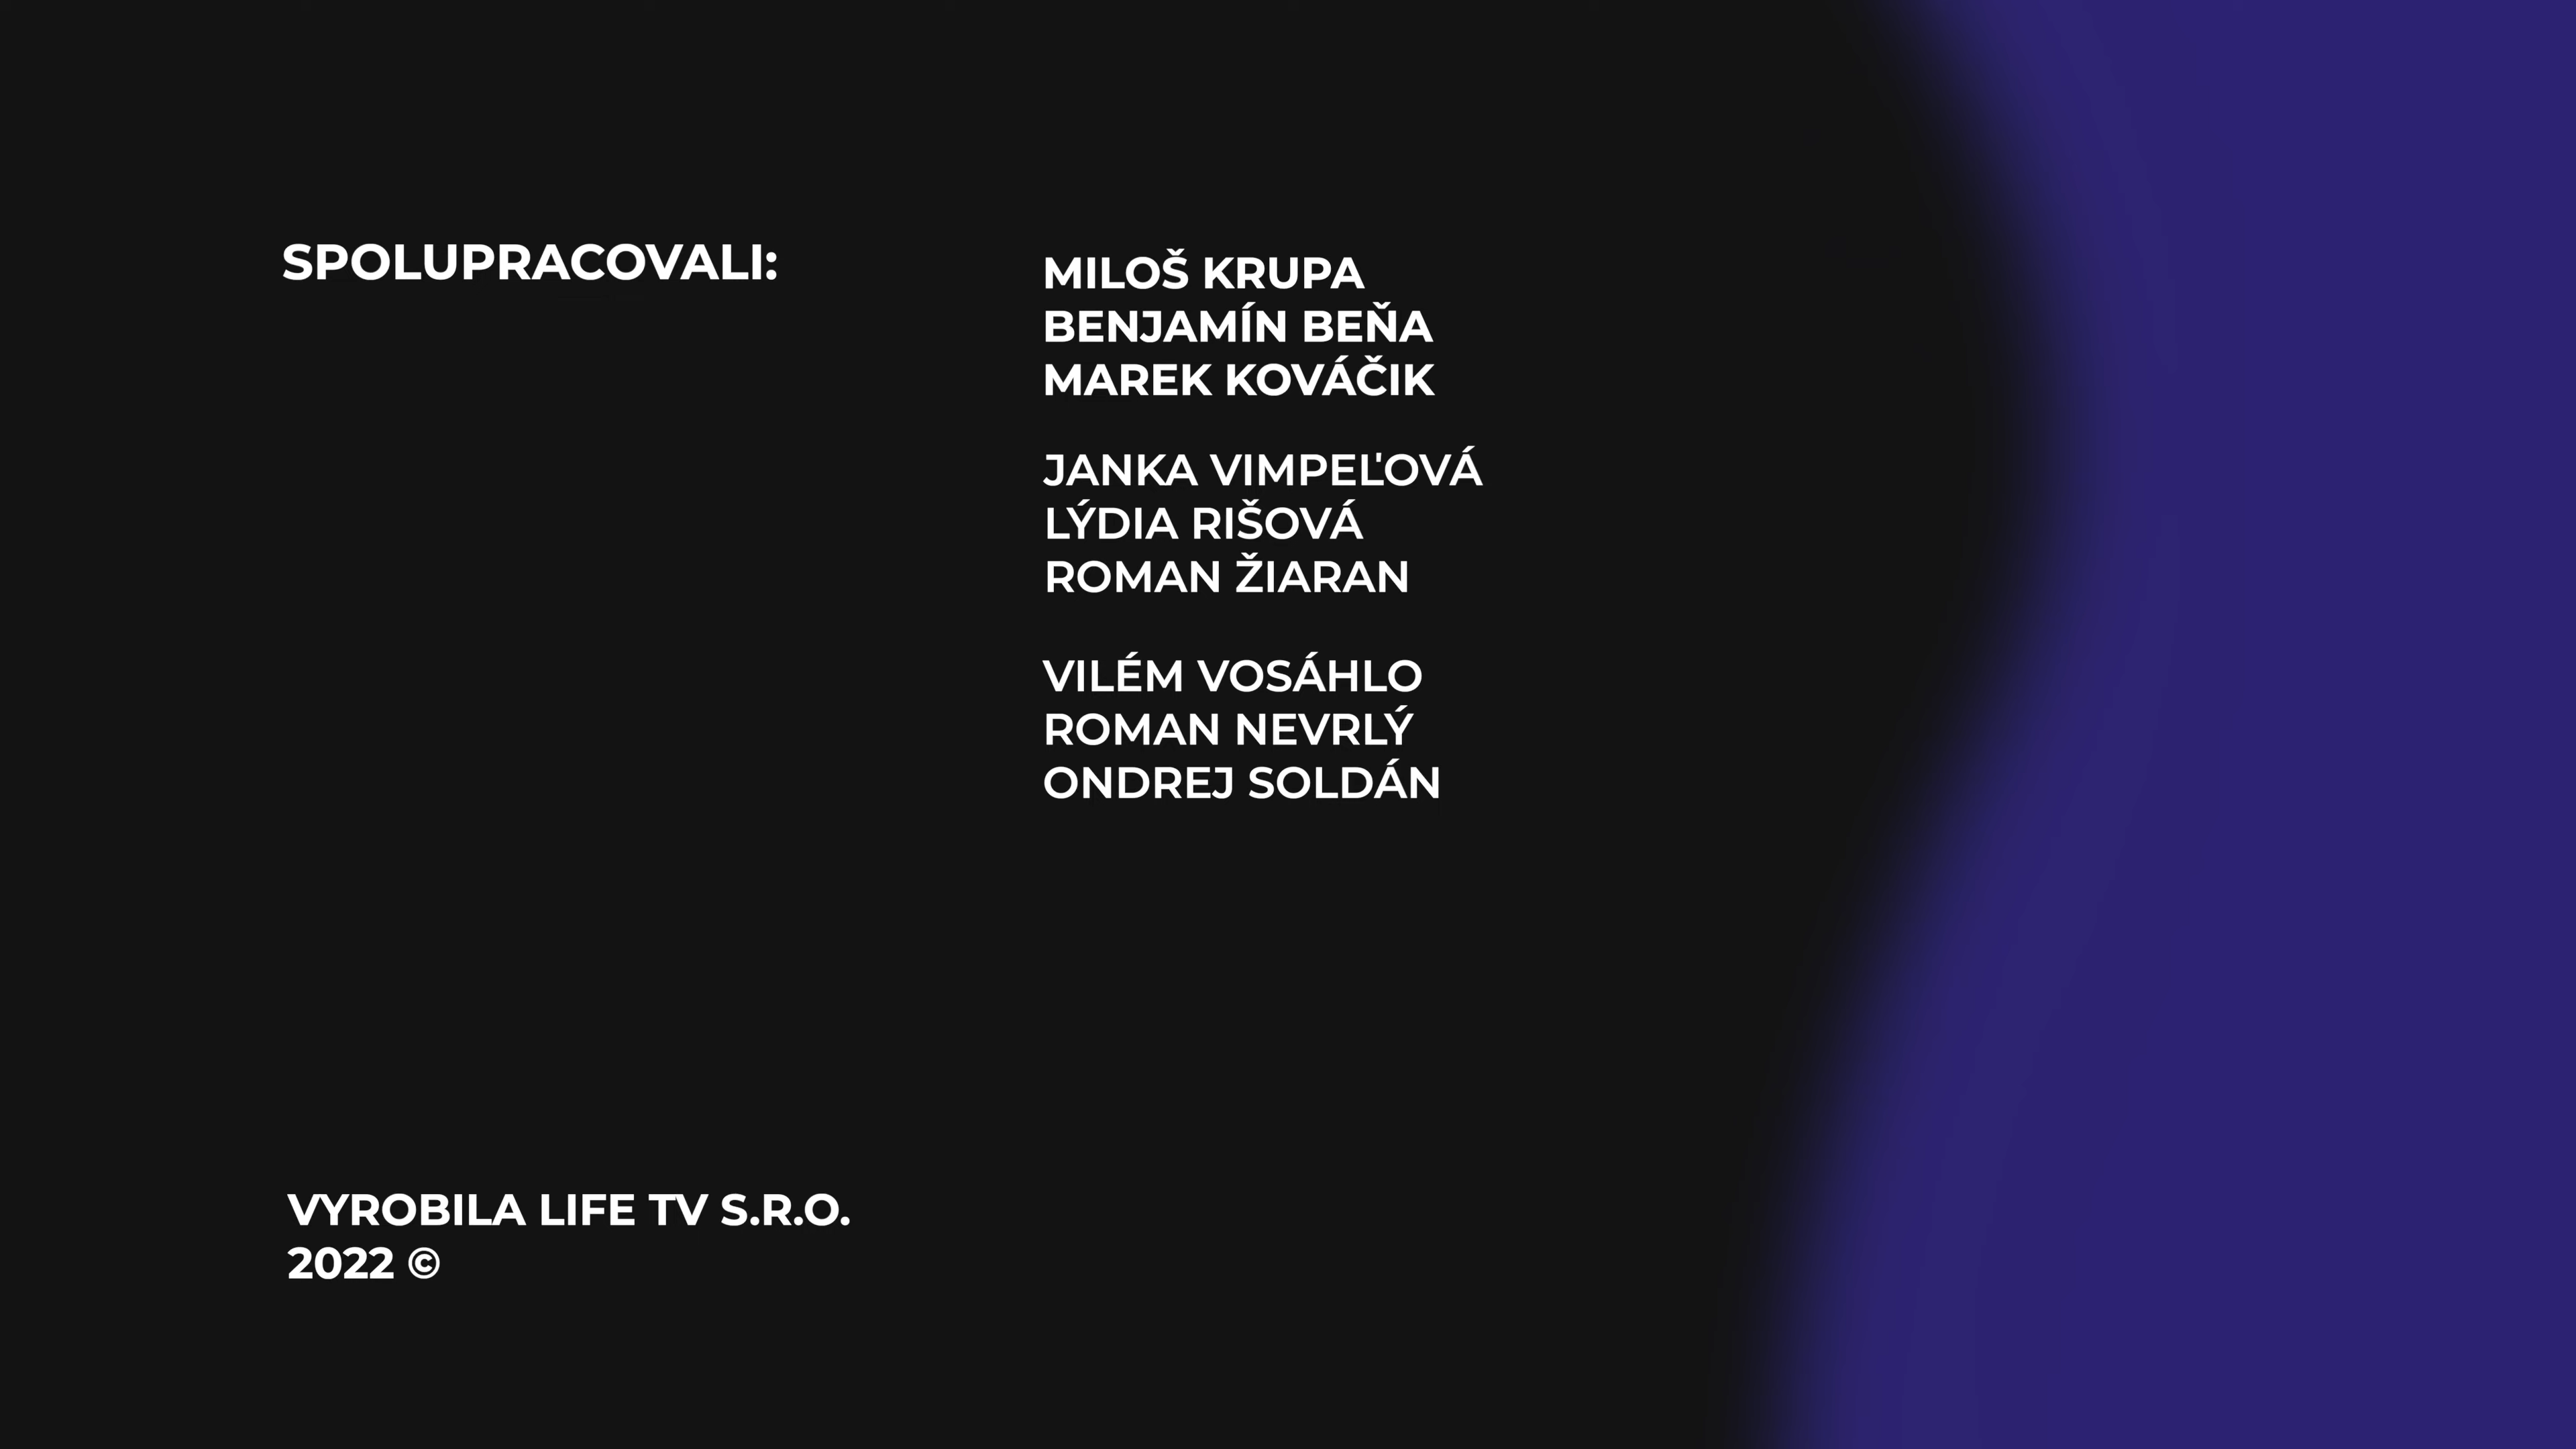 SPOLUPRACOVALI:
MILOŠ KRUPA
BENJAMÍN BEŇA
MAREK KOVÁČIK
JANKA VIMPEĽOVÁ
LÝDIA RIŠOVÁ
ROMAN ŽIARAN
VILÉM VOSÁHLO
ROMAN NEVRLÝ
ONDREJ SOLDÁN
VYROBILA LIFE TV S.R.O.
2022 ©